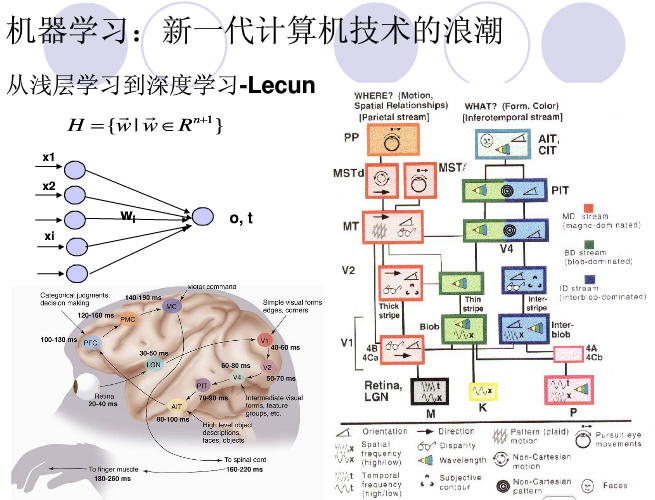 机器学习：新一代计算机技术的浪潮
从浅层学习到深度学习-Lecun
H = {w⃗ | w⃗ ∈ Rⁿ⁺¹}
x1
x2
wᵢ
xi
o, t
Categorical judgments,
decision making
140-190 ms
Motor command
120-160 ms
PMC
MC
Simple visual forms
edges, corners
100-130 ms
PFC
30-50 ms
LGN
V1
40-60 ms
60-80 ms
V2
V4
50-70 ms
PIT
70-90 ms
Retina
20-40 ms
AIT
80-100 ms
Intermediate visual
forms, feature
groups, etc.
High level object
descriptions,
faces, objects
To spinal cord
160-220 ms
To finger muscle
180-260 ms
WHERE? (Motion,
Spatial Relationships)
[Parietal stream]
WHAT? (Form, Color)
[Inferotemporal stream]
PP
AIT,
CIT
MSTd
MSTl
PIT
MT
V4
MD stream
(magno-dominated)
BD stream
(blob-dominated)
ID stream
(interblob-dominated)
V2
Thick
stripe
Thin
stripe
Inter-
stripe
V1
Blob
Inter-
blob
4B
4Cα
4A
4Cb
Retina,
LGN
M
K
P
Orientation
Direction
Pattern (plaid)
motion
Pursuit eye
movements
Spatial
frequency
(high/low)
Disparity
Wavelength
Non-Cartesian
motion
Temporal
frequency
(high/low)
Subjective
contour
Non-Cartesian
pattern
Faces